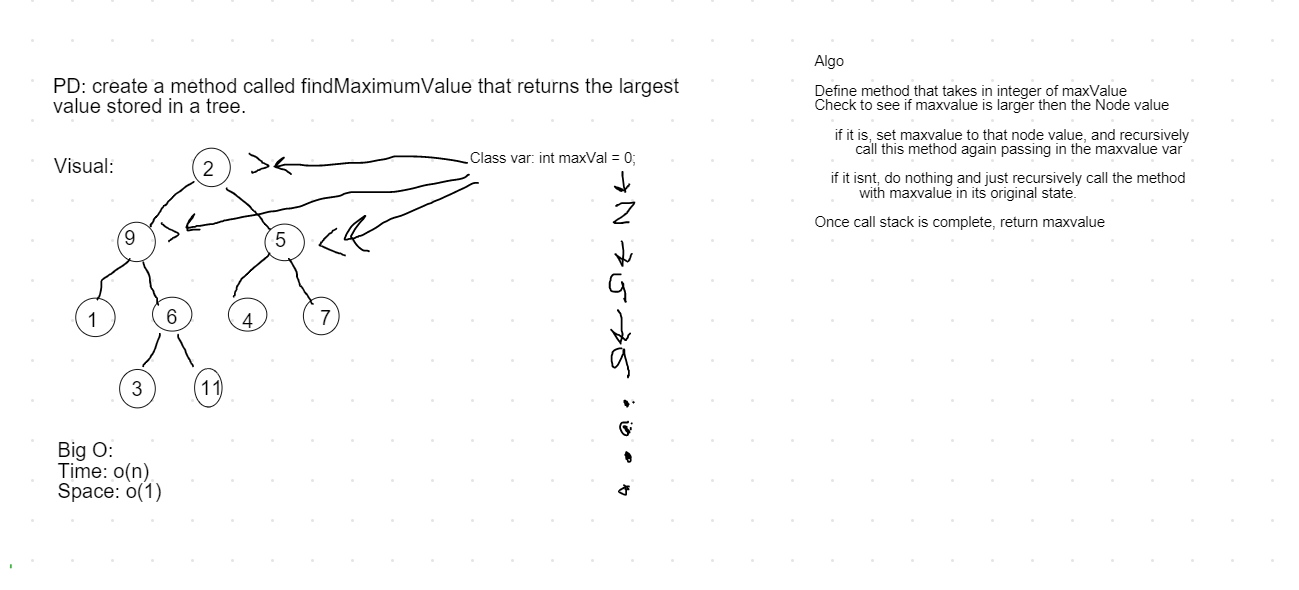 PD: create a method called findMaximumValue that returns the largest
value stored in a tree.
Visual:
2
Class var: int maxVal = 0;
9
5
1
6
4
7
3
11
2
9
9
Big O:
Time: o(n)
Space: o(1)
Algo
Define method that takes in integer of maxValue
Check to see if maxvalue is larger then the Node value
if it is, set maxvalue to that node value, and recursively
call this method again passing in the maxvalue var
if it isnt, do nothing and just recursively call the method
with maxvalue in its original state.
Once call stack is complete, return maxvalue